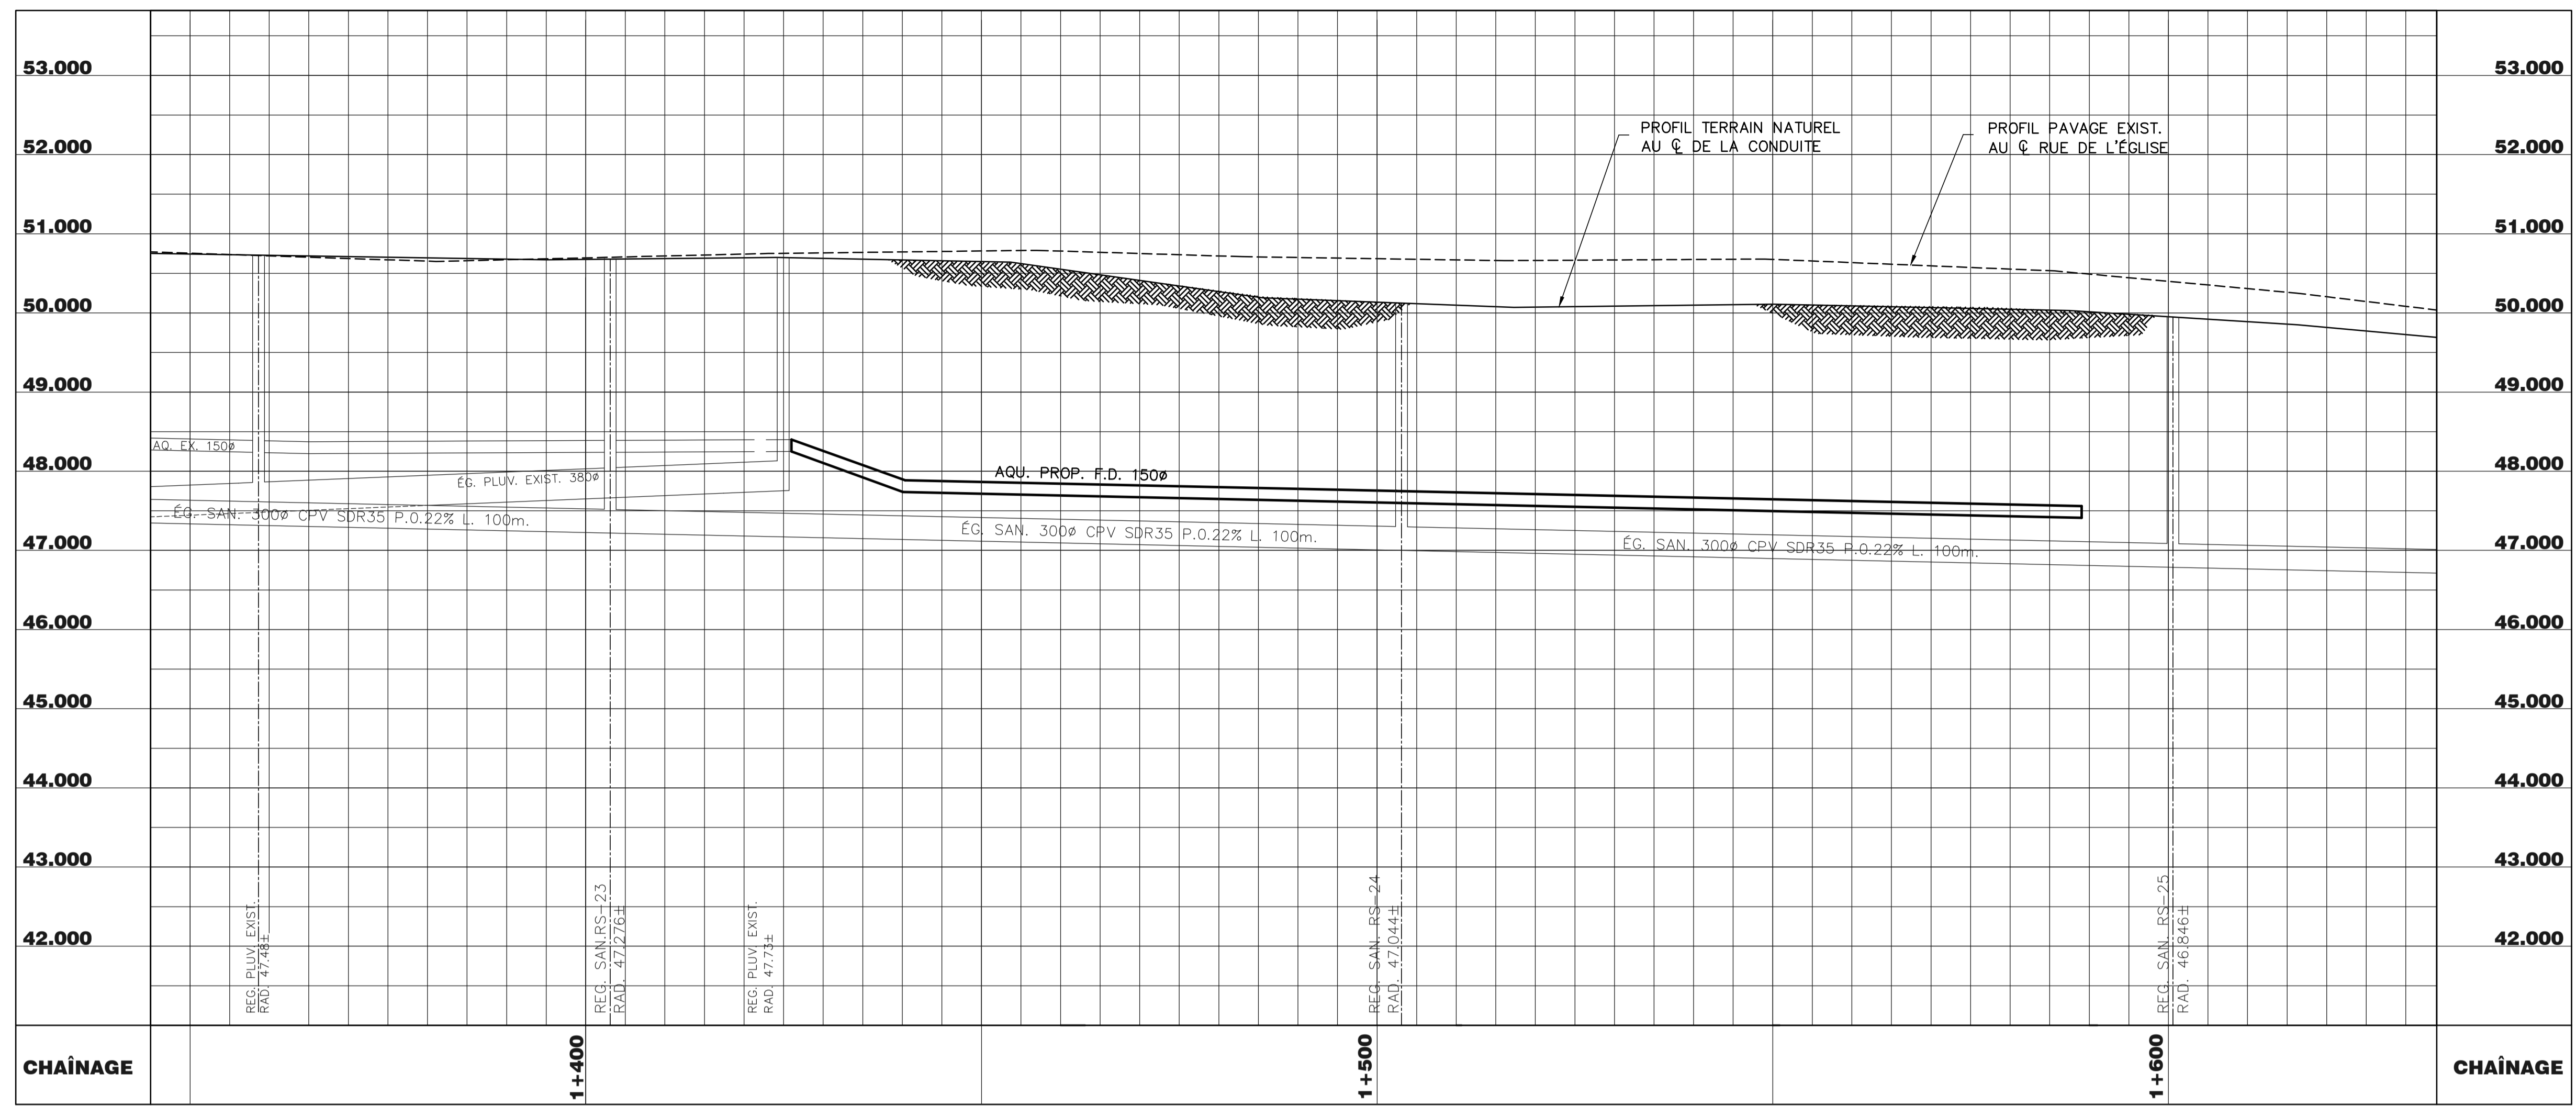 53.000
53.000
PROFIL TERRAIN NATUREL
AU ℄ DE LA CONDUITE
PROFIL PAVAGE EXIST.
AU ℄ RUE DE L'ÉGLISE
52.000
52.000
51.000
51.000
50.000
50.000
49.000
49.000
AQ. EX. 150ø
48.000
48.000
ÉG. PLUV. EXIST. 380ø
AQU. PROP. F.D. 150ø
ÉG. SAN. 300ø CPV SDR35 P.0.22% L. 100m.
ÉG. SAN. 300ø CPV SDR35 P.0.22% L. 100m.
ÉG. SAN. 300ø CPV SDR35 P.0.22% L. 100m.
47.000
47.000
46.000
46.000
45.000
45.000
44.000
44.000
43.000
43.000
42.000
42.000
REG. PLUV. EXIST.
RAD. 47.48±
REG. SAN.RS-23
RAD. 47.276±
REG. PLUV. EXIST.
RAD. 47.73±
REG. SAN. RS-24
RAD. 47.044±
REG. SAN. RS-25
RAD. 46.846±
CHAÎNAGE
1+400
1+500
1+600
CHAÎNAGE